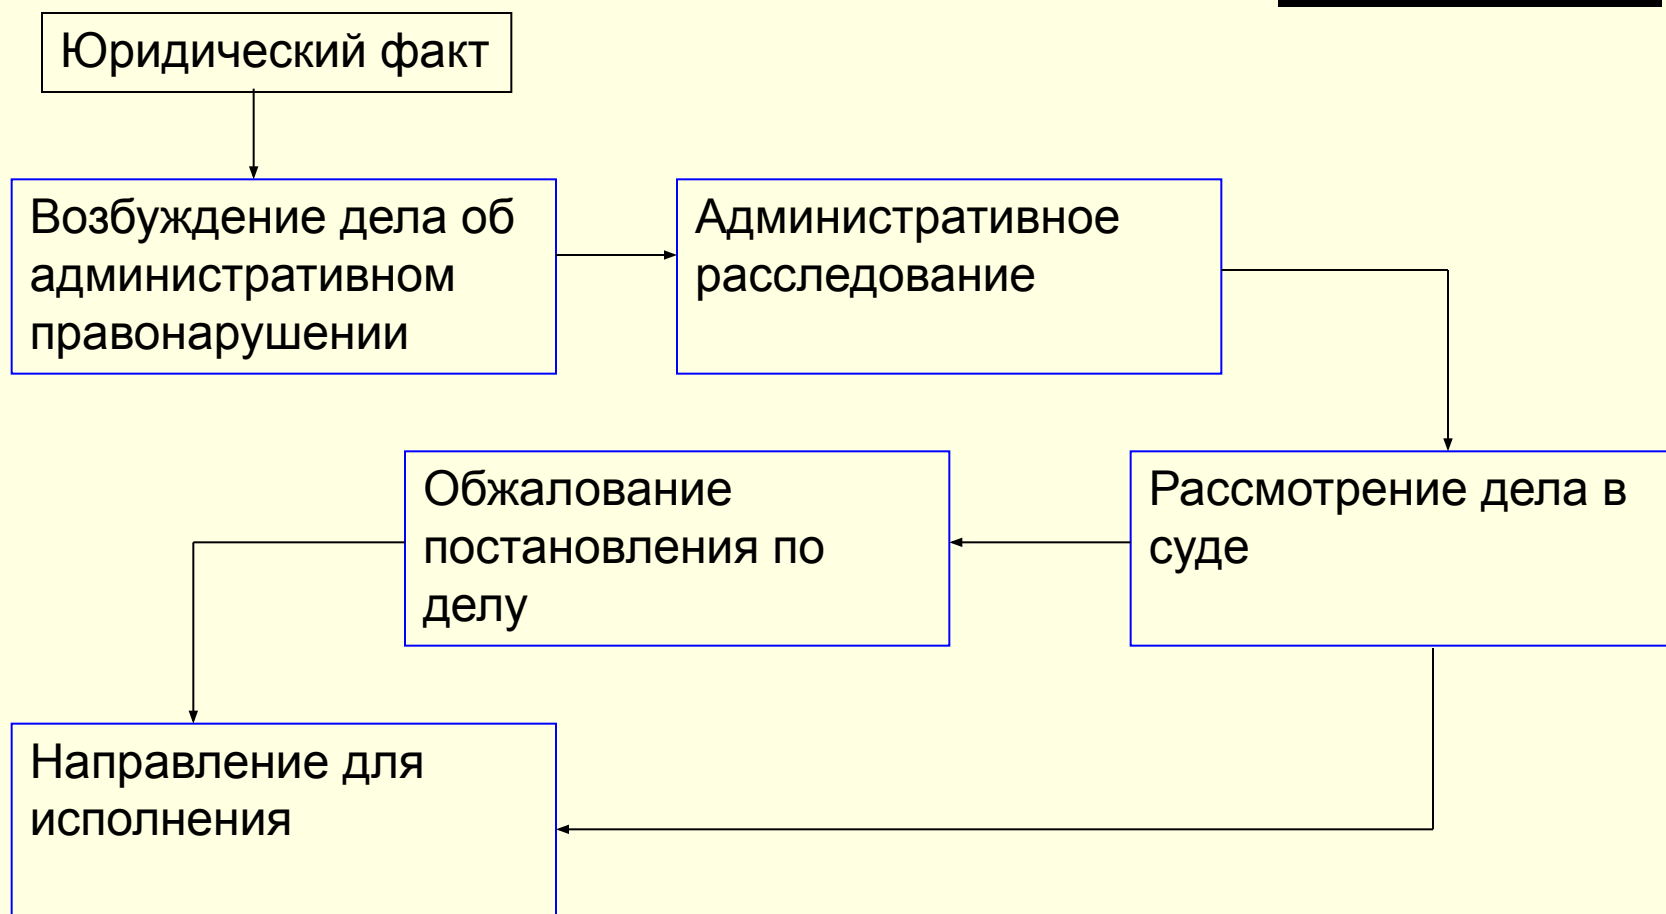 Юридический факт
Возбуждение дела об
административном
правонарушении
Административное
расследование
Рассмотрение дела в
суде
Обжалование
постановления по
делу
Направление для
исполнения